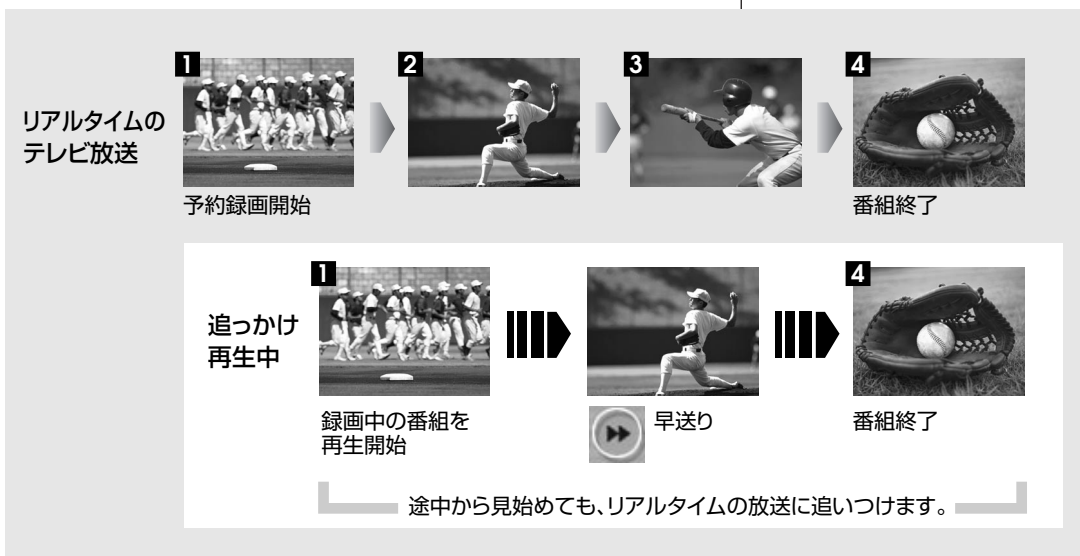 リアルタイムの
テレビ放送
1
2
3
4
予約録画開始
番組終了
追っかけ
再生中
1
4
録画中の番組を
再生開始
早送り
番組終了
途中から見始めても、リアルタイムの放送に追いつけます。